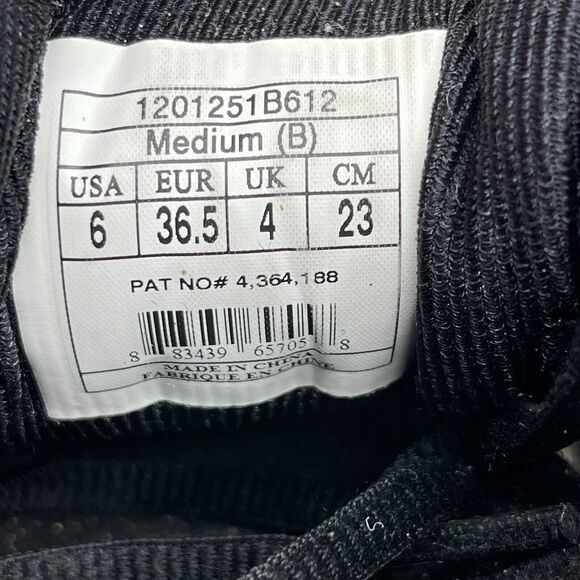 1201251B612
Medium (B)
USA EUR UK CM
6 36.5 4 23
PAT NO# 4,364,188
8 83439 65705 8
MADE IN CHINA
FABRIQUE EN CHINE